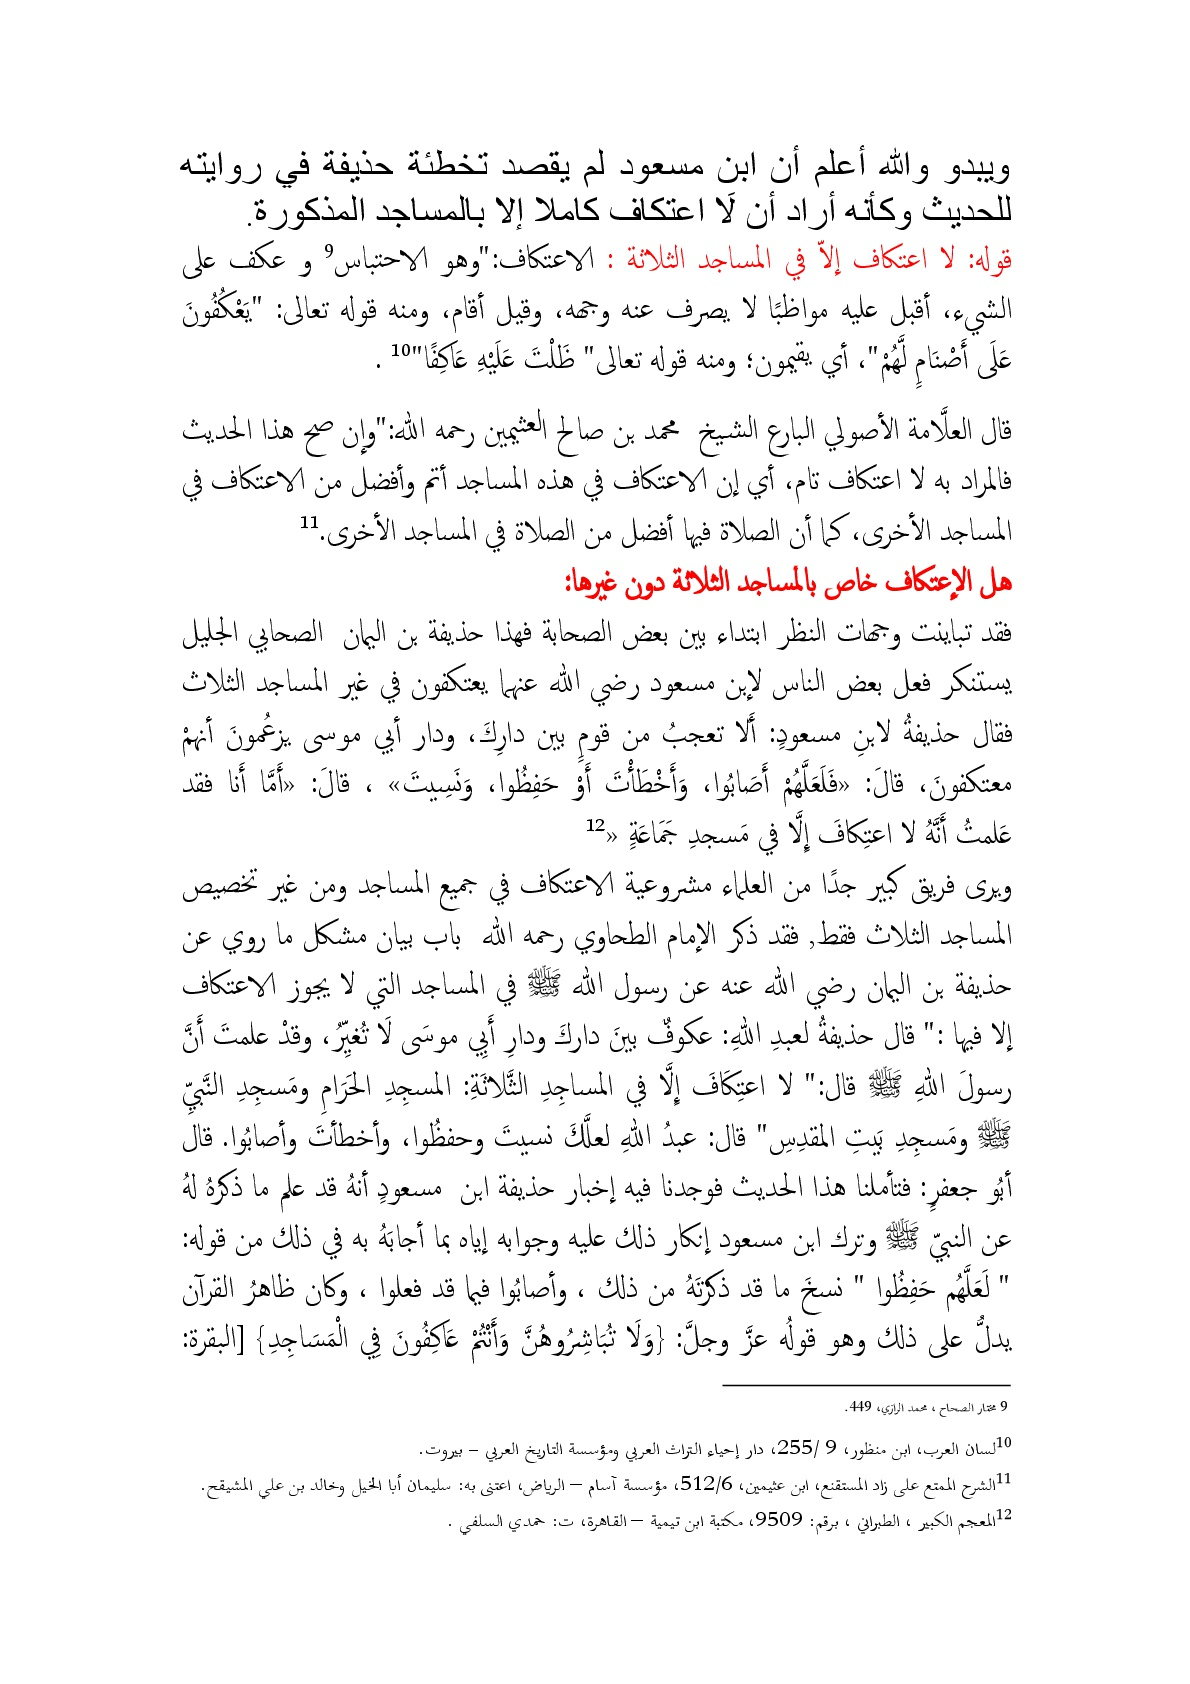 ويبدو والله أعلم أن ابن مسعود لم يقصد تخطئة حذيفة في روايته
للحديث وكأنه أراد أن لَا اعتكاف كاملا إلا بالمساجد المذكورة.
قوله: لا اعتكاف إلاّ في المساجد الثلاثة : الاعتكاف:"وهو الاحتباس9 و عكف على
الشيء، أقبل عليه مواظبًا لا يصرف عنه وجهه، وقيل أقام، ومنه قوله تعالى: "يَعْكُفُونَ
عَلَى أَصْنَامٍ لَّهُمْ"، أي يقيمون؛ ومنه قوله تعالى" ظَلْتَ عَلَيْهِ عَاكِفًا"10 .
قال العلَّامة الأصولي البارع الشيخ محمد بن صالح العثيمين رحمه الله:"وإن صح هذا الحديث
فالمراد به لا اعتكاف تام، أي إن الاعتكاف في هذه المساجد أتم وأفضل من الاعتكاف في
المساجد الأخرى، كما أن الصلاة فيها أفضل من الصلاة في المساجد الأخرى.11
هل الإعتكاف خاص بالمساجد الثلاثة دون غيرها:
فقد تباينت وجهات النظر ابتداء بين بعض الصحابة فهذا حذيفة بن اليمان الصحابي الجليل
يستنكر فعل بعض الناس لإبن مسعود رضي الله عنهما يعتكفون في غير المساجد الثلاث
فقال حذيفةُ لابنِ مسعودٍ: ألا تعجبُ من قومٍ بين دارِكَ، ودار أبي موسى يزعُمونَ أنهمْ
معتكفونَ، قالَ: «فَلَعَلَّهُمْ أَصَابُوا، وَأَخْطَأْتَ أَوْ حَفِظُوا، وَنَسِيتَ» ، قالَ: «أَمَّا أَنا فقد
عَلمتُ أَنَّهُ لا اعتِكافَ إِلَّا في مَسجدِ جَمَاعَةٍ «12
ويرى فريق كبير جدًا من العلماء مشروعية الاعتكاف في جميع المساجد ومن غير تخصيص
المساجد الثلاث فقط, فقد ذكر الإمام الطحاوي رحمه الله باب بيان مشكل ما روي عن
حذيفة بن اليمان رضي الله عنه عن رسول الله ﷺ في المساجد التي لا يجوز الاعتكاف
إلا فيها :" قال حذيفةُ لعبدِ اللهِ: عكوفٌ بينَ داركَ ودارِ أَبِي موسَى لَا تُغيِّرُ، وقدْ علمتَ أَنَّ
رسولَ اللهِ ﷺ قال:" لا اعتِكَافَ إِلَّا في المساجِدِ الثَّلاثَةِ: المسجِدِ الحَرَامِ ومَسجِدِ النَّبيِّ
ﷺ ومَسجِدِ بَيتِ المقدِسِ" قال: عبدُ اللهِ لعلَّكَ نسيتَ وحفظُوا، وأخطأتَ وأصابُوا. قال
أبُو جعفرٍ: فتأملنا هذا الحديث فوجدنا فيه إخبار حذيفة ابن مسعودٍ أنهُ قد علم ما ذكرهُ لهُ
عن النبيّ ﷺ وترك ابن مسعود إنكار ذلك عليه وجوابه إياه بما أجابَهُ به في ذلك من قوله:
" لَعَلَّهُم حَفِظُوا " نسخَ ما قد ذكرْتَهُ من ذلك ، وأصابُوا فيما قد فعلوا ، وكان ظاهرُ القرآن
يدلُّ على ذلك وهو قولُه عزَّ وجلَّ: {وَلَا تُبَاشِرُوهُنَّ وَأَنْتُمْ عَاكِفُونَ فِي الْمَسَاجِدِ} [البقرة:
9 مختار الصحاح ، محمد الرازي، 449.
10لسان العرب، ابن منظور، 9 /255، دار إحياء التراث العربي ومؤسسة التاريخ العربي – بيروت.
11الشرح الممتع على زاد المستقنع، ابن عثيمين، 512/6، مؤسسة آسام – الرياض، اعتنى به: سليمان أبا الخيل وخالد بن علي المشيقح.
12المعجم الكبير ، الطبراني ، برقم: 9509، مكتبة ابن تيمية – القاهرة، ت: حمدي السلفي .